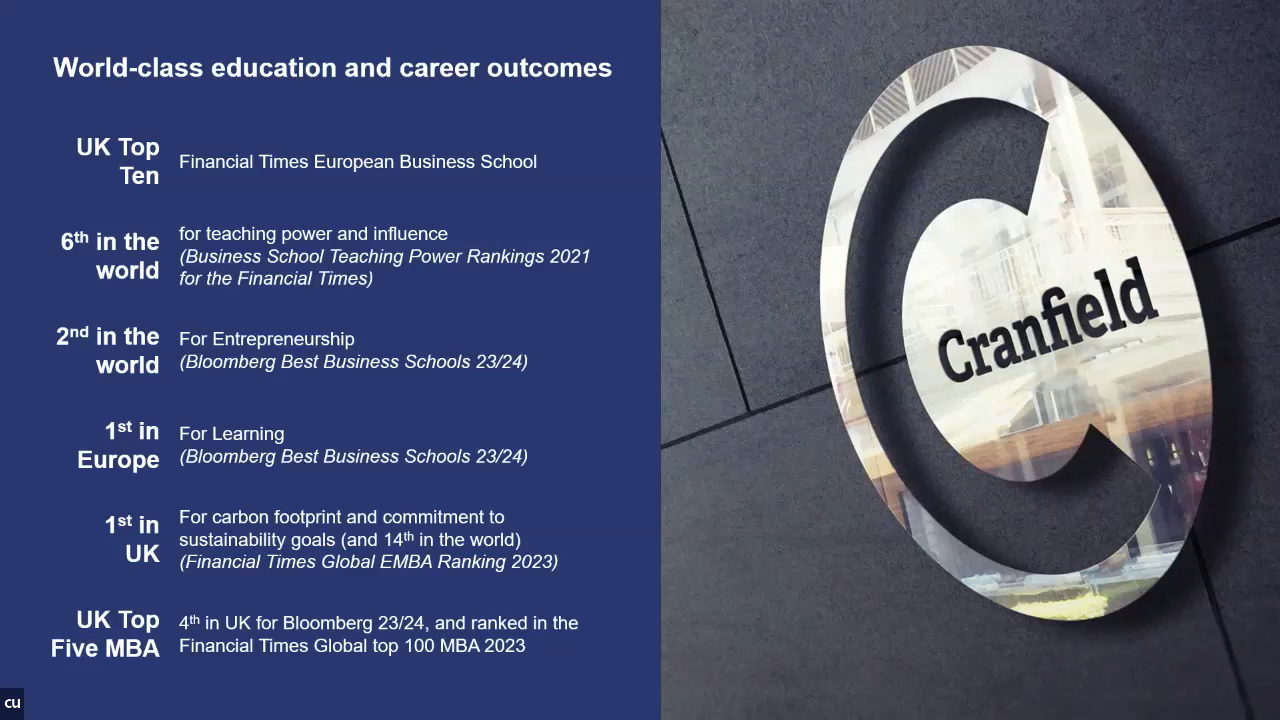 World-class education and career outcomes
UK Top
Ten
Financial Times European Business School
6th in the
world
for teaching power and influence
(Business School Teaching Power Rankings 2021
for the Financial Times)
2nd in the
world
For Entrepreneurship
(Bloomberg Best Business Schools 23/24)
1st in
Europe
For Learning
(Bloomberg Best Business Schools 23/24)
1st in
UK
For carbon footprint and commitment to
sustainability goals (and 14th in the world)
(Financial Times Global EMBA Ranking 2023)
UK Top
Five MBA
4th in UK for Bloomberg 23/24, and ranked in the
Financial Times Global top 100 MBA 2023
Cranfield
cu